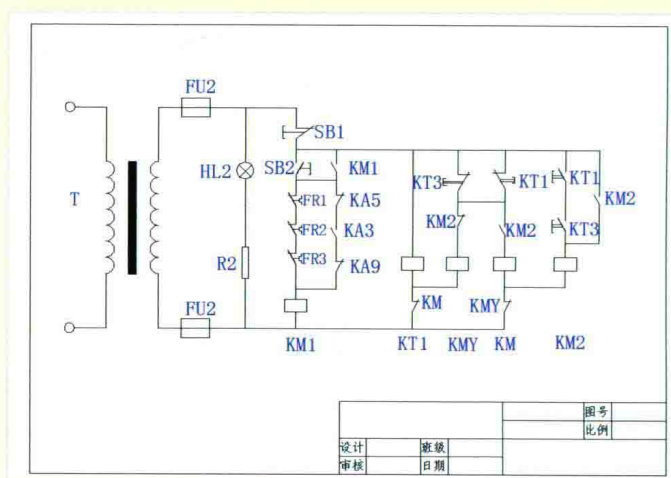 FU2
SB1
HL2 SB2 KM1
T FR1 KA5 KT3 KT1 KT1 KM2
FR2 KA3 KM2 KM2 KT3
R2 FR3 KA9
FU2 KM KMY
KM1 KT1 KMY KM KM2
图号
比例
设计 班级
审核 日期